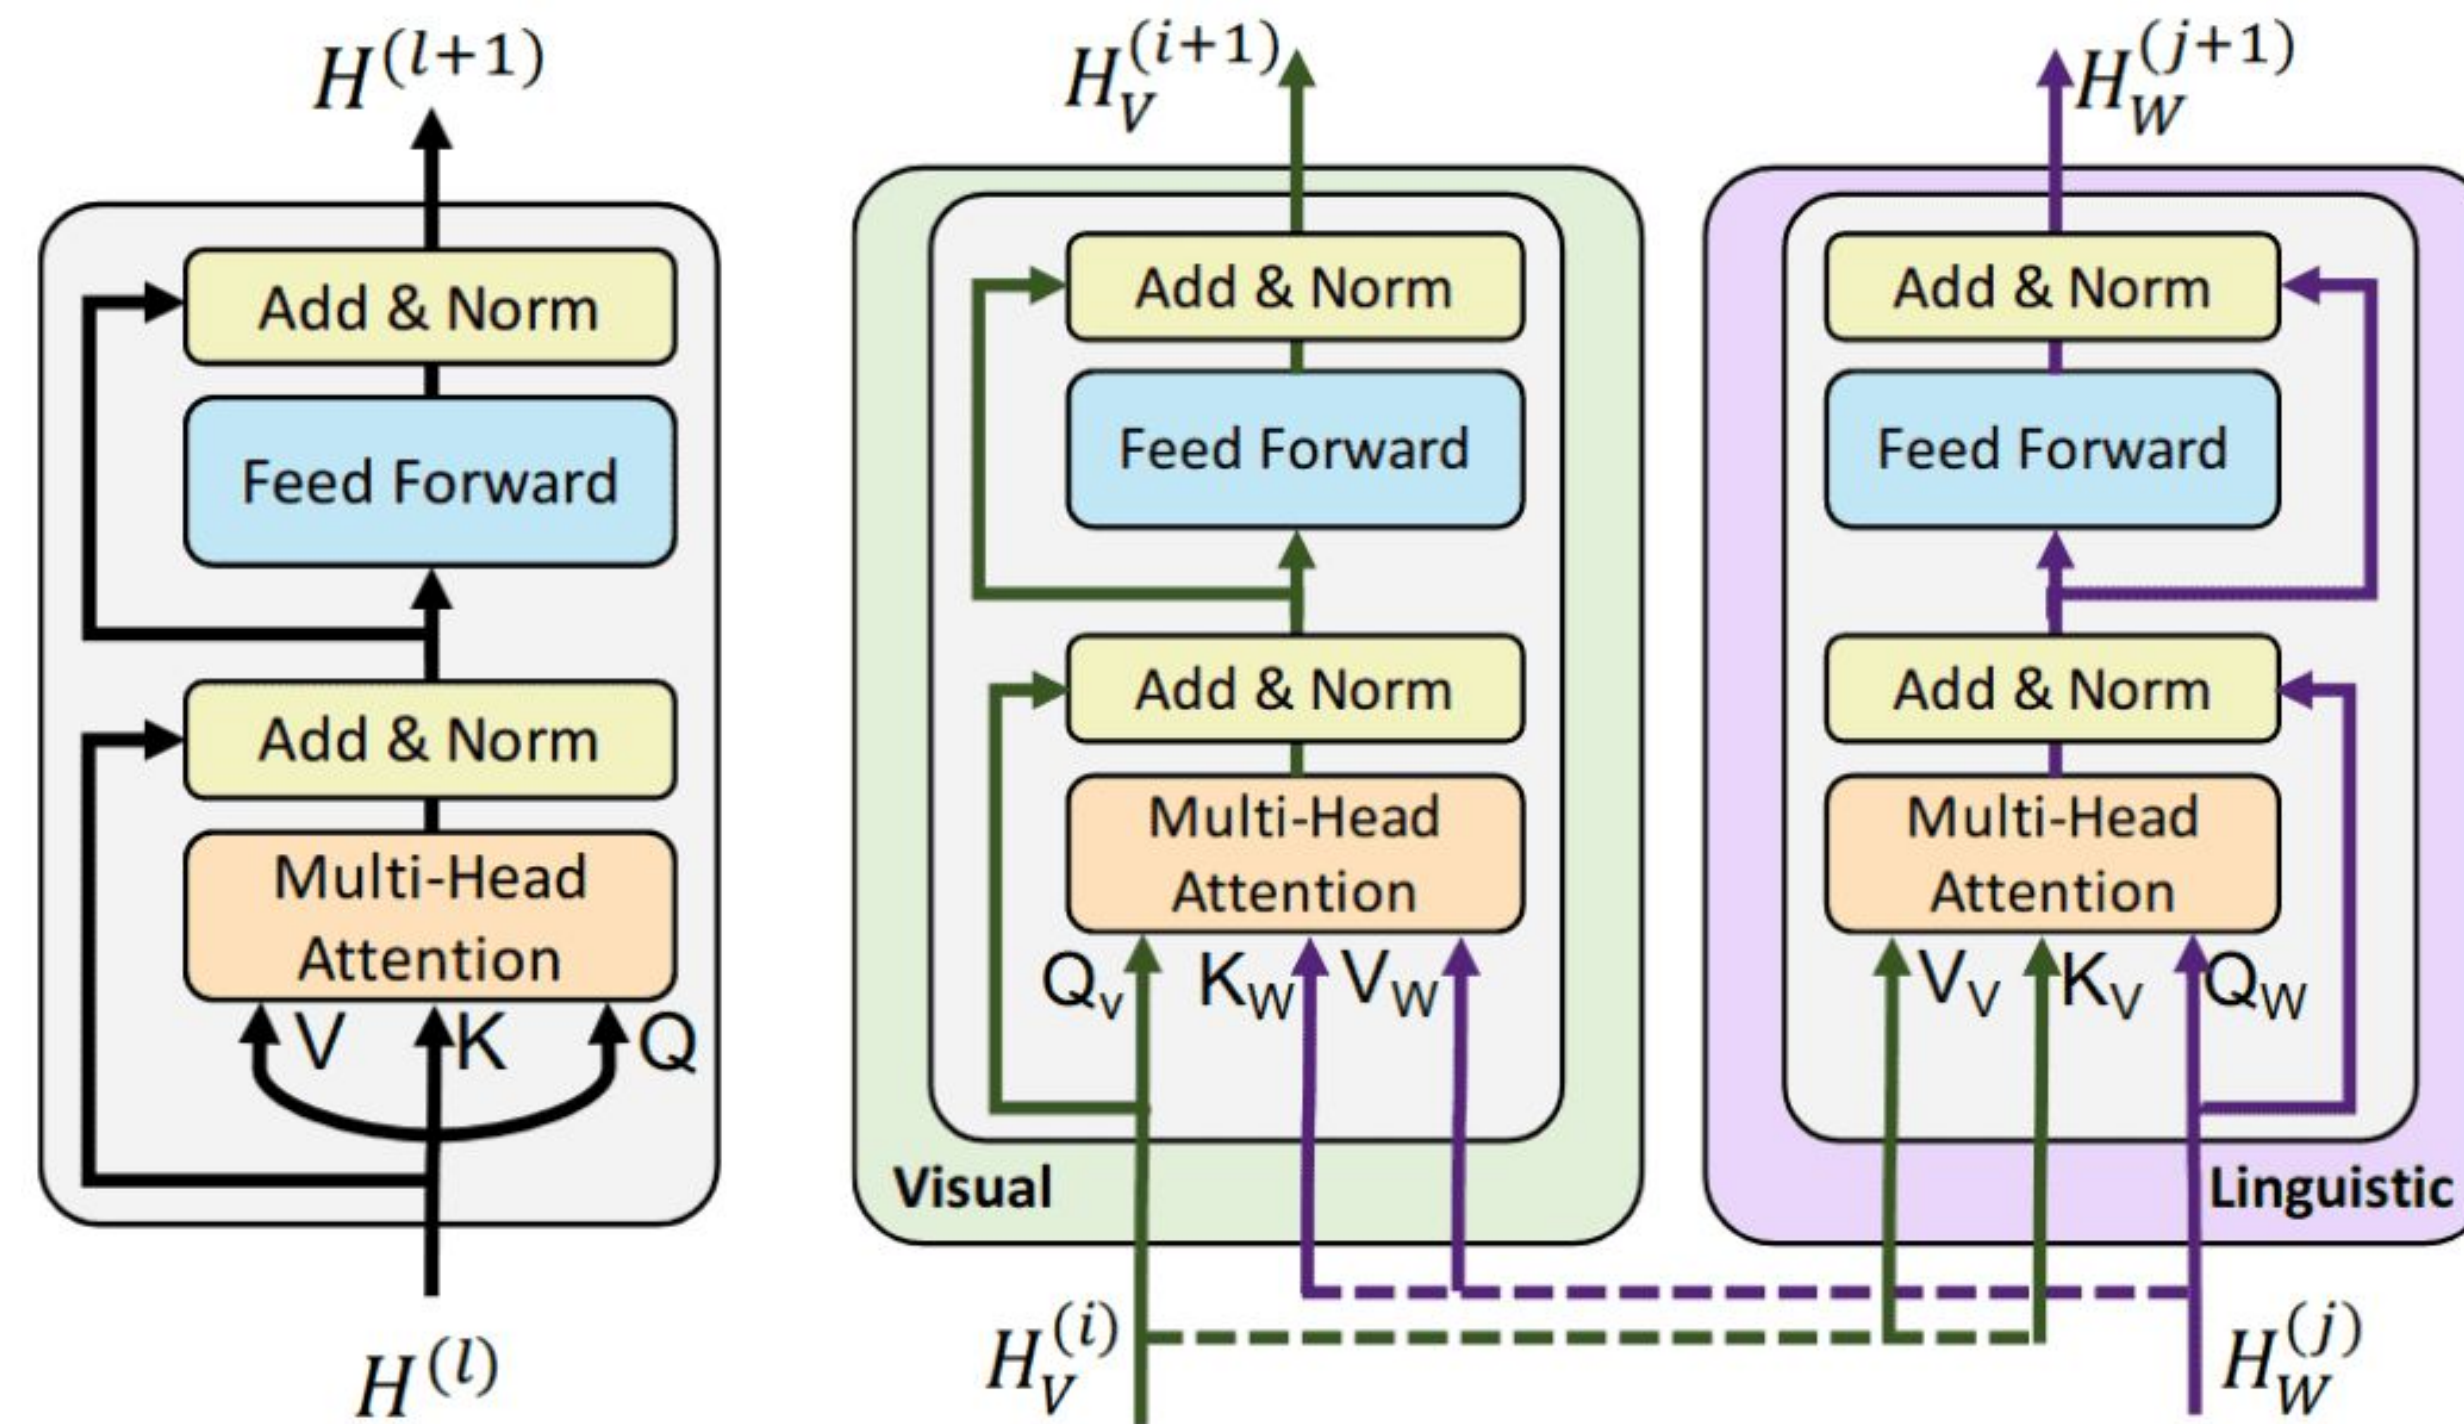 H^(l+1)
Add & Norm
Feed Forward
Add & Norm
Multi-Head
Attention
V K Q
H^(l)
H_V^(i+1)
Add & Norm
Feed Forward
Add & Norm
Multi-Head
Attention
Q_v K_W V_W
Visual
H_V^(i)
H_W^(j+1)
Add & Norm
Feed Forward
Add & Norm
Multi-Head
Attention
V_V K_V Q_W
Linguistic
H_W^(j)